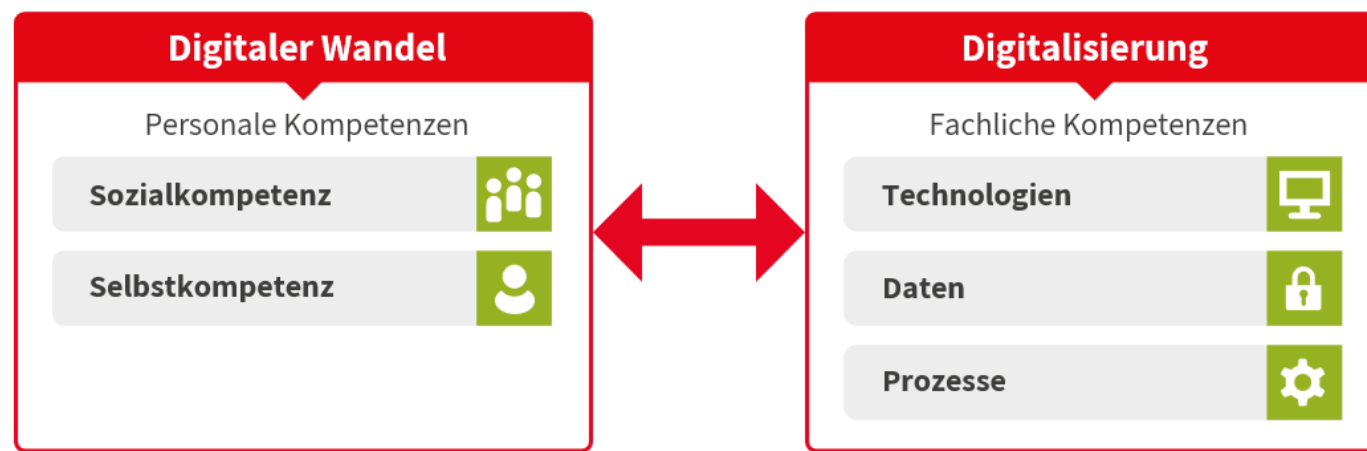 Digitaler Wandel
Personale Kompetenzen
Sozialkompetenz
Selbstkompetenz
Digitalisierung
Fachliche Kompetenzen
Technologien
Daten
Prozesse